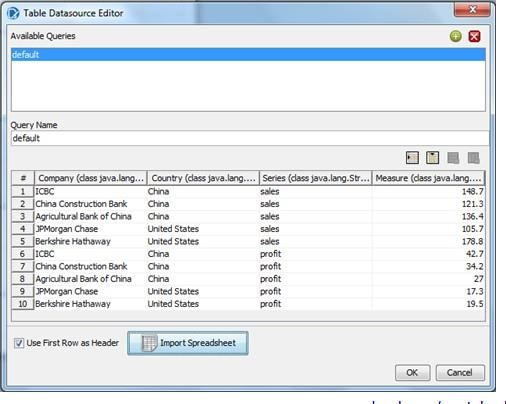 Table Datasource Editor
Available Queries
default
Query Name
default
# Company (class java.lang.... Country (class java.lang.... Series (class java.lang.Str... Measure (class java.lang....
1 ICBC China sales 148.7
2 China Construction Bank China sales 121.3
3 Agricultural Bank of China China sales 136.4
4 JPMorgan Chase United States sales 105.7
5 Berkshire Hathaway United States sales 178.8
6 ICBC China profit 42.7
7 China Construction Bank China profit 34.2
8 Agricultural Bank of China China profit 27
9 JPMorgan Chase United States profit 17.3
10 Berkshire Hathaway United States profit 19.5
Use First Row as Header Import Spreadsheet
OK Cancel